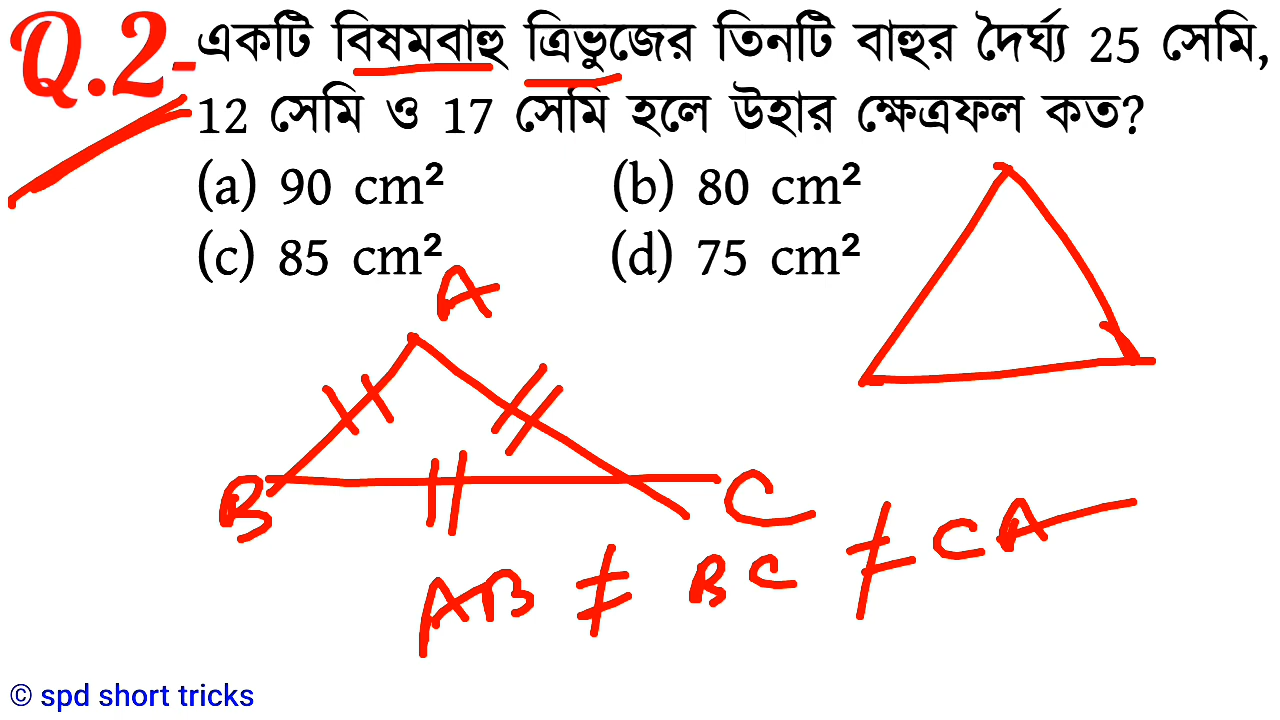 Q.2- একটি বিষমবাহু ত্রিভুজের তিনটি বাহুর দৈর্ঘ্য 25 সেমি,
12 সেমি ও 17 সেমি হলে উহার ক্ষেত্রফল কত?
(a) 90 cm² (b) 80 cm²
(c) 85 cm² (d) 75 cm²
A
B C
AB ≠ BC ≠ CA
© spd short tricks